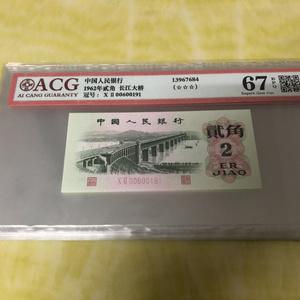 ACG
AI CANG GUARANTY
中国人民银行
1962年贰角 长江大桥
冠号: X Ⅱ 00600191
13967684
(☆☆☆)
67 EPQ
Superb Gem Unc
中国人民银行
贰角
2
ER
JIAO
X Ⅱ 00600191